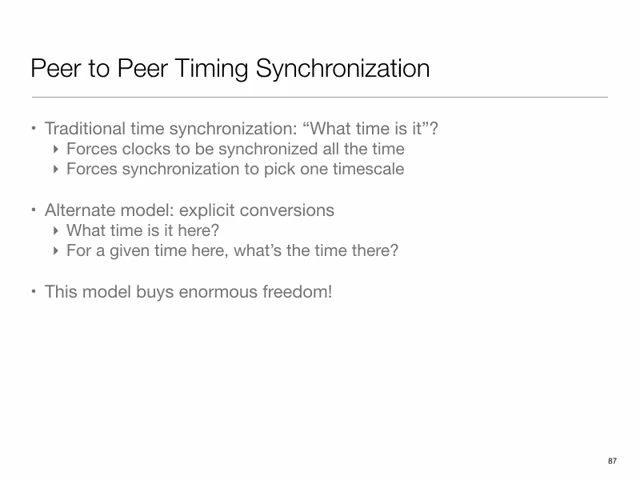 Peer to Peer Timing Synchronization
• Traditional time synchronization: “What time is it”?
‣ Forces clocks to be synchronized all the time
‣ Forces synchronization to pick one timescale
• Alternate model: explicit conversions
‣ What time is it here?
‣ For a given time here, what’s the time there?
• This model buys enormous freedom!
87